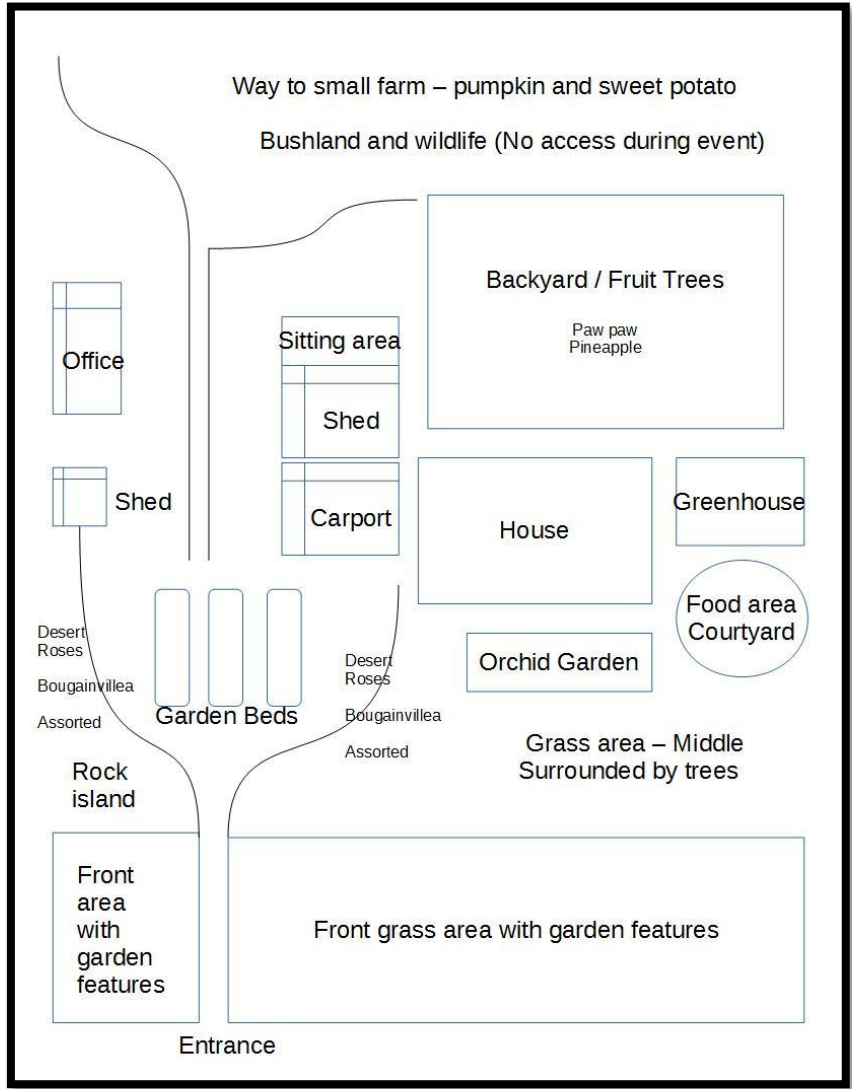 Way to small farm – pumpkin and sweet potato
Bushland and wildlife (No access during event)
Backyard / Fruit Trees
Paw paw
Pineapple
Sitting area
Office
Shed
Shed
Carport
House
Greenhouse
Food area
Courtyard
Orchid Garden
Desert
Roses
Bougainvillea
Assorted
Garden Beds
Desert
Roses
Bougainvillea
Assorted
Grass area – Middle
Surrounded by trees
Rock
island
Front
area
with
garden
features
Front grass area with garden features
Entrance